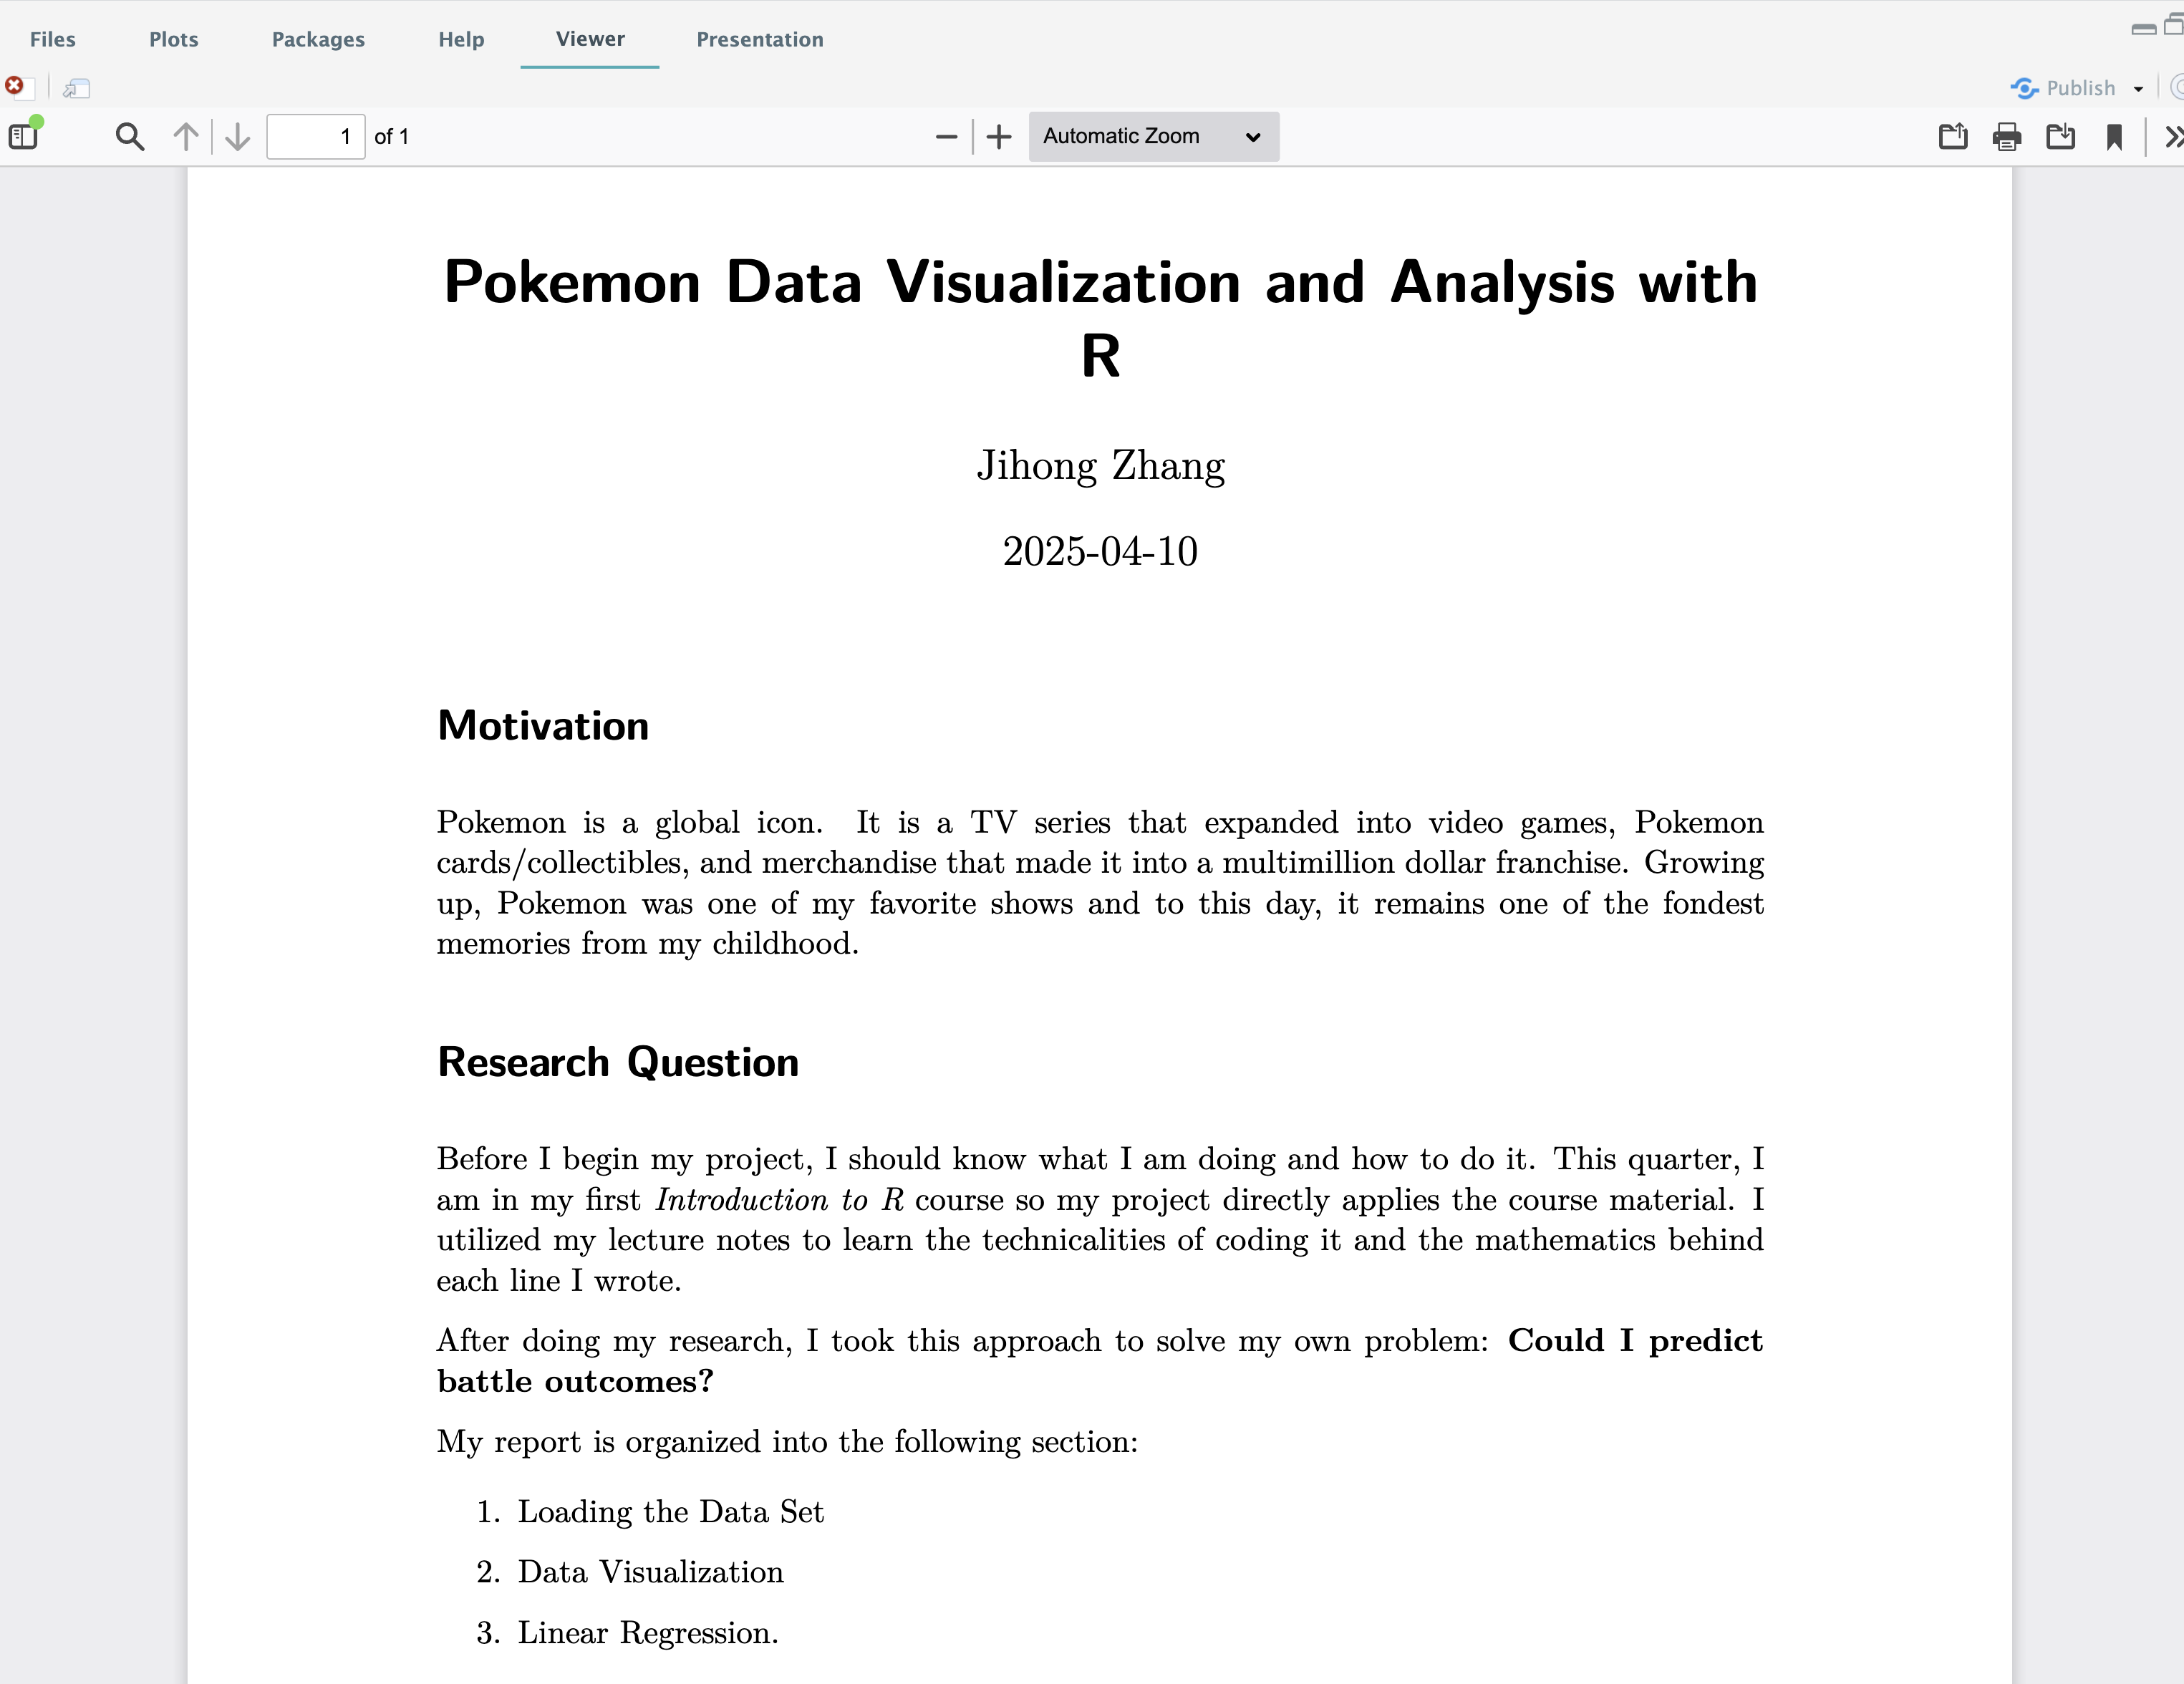 Files Plots Packages Help Viewer Presentation
Publish
1 of 1 Automatic Zoom
Pokemon Data Visualization and Analysis with
R
Jihong Zhang
2025-04-10
Motivation
Pokemon is a global icon. It is a TV series that expanded into video games, Pokemon
cards/collectibles, and merchandise that made it into a multimillion dollar franchise. Growing
up, Pokemon was one of my favorite shows and to this day, it remains one of the fondest
memories from my childhood.
Research Question
Before I begin my project, I should know what I am doing and how to do it. This quarter, I
am in my first Introduction to R course so my project directly applies the course material. I
utilized my lecture notes to learn the technicalities of coding it and the mathematics behind
each line I wrote.
After doing my research, I took this approach to solve my own problem: Could I predict
battle outcomes?
My report is organized into the following section:
1. Loading the Data Set
2. Data Visualization
3. Linear Regression.